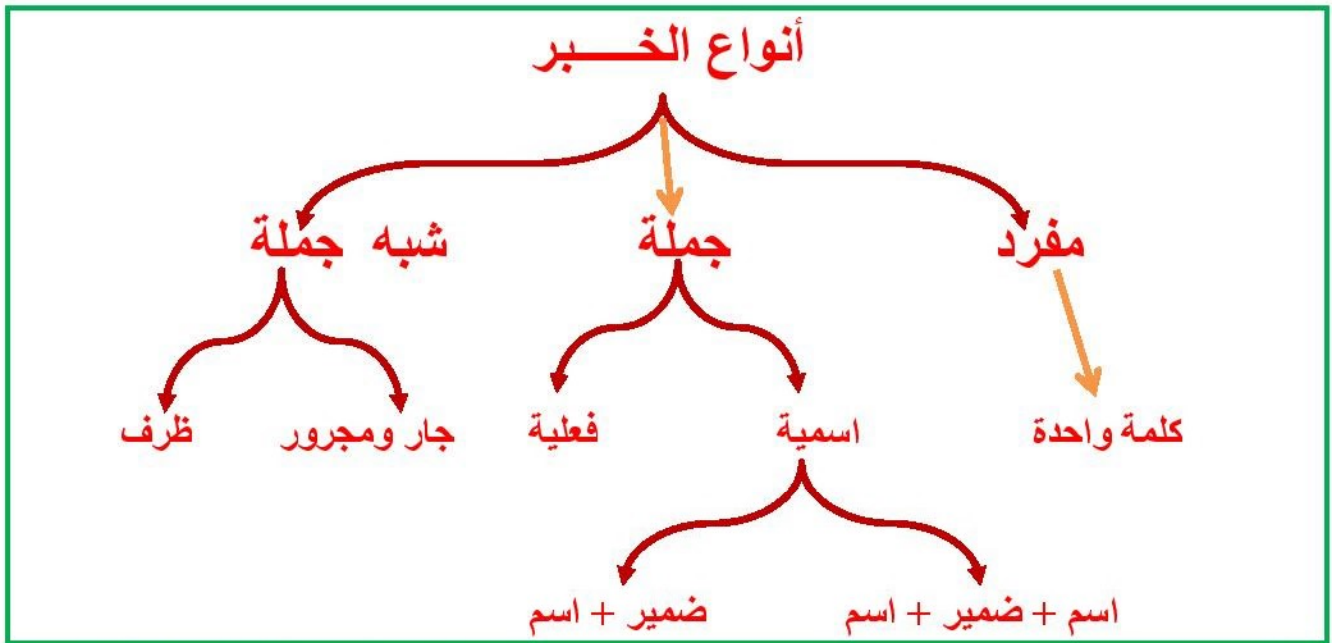 أنواع الخـــبر
مفرد
جملة
شبه جملة
كلمة واحدة
اسمية
فعلية
جار ومجرور
ظرف
اسم + ضمير + اسم
ضمير + اسم